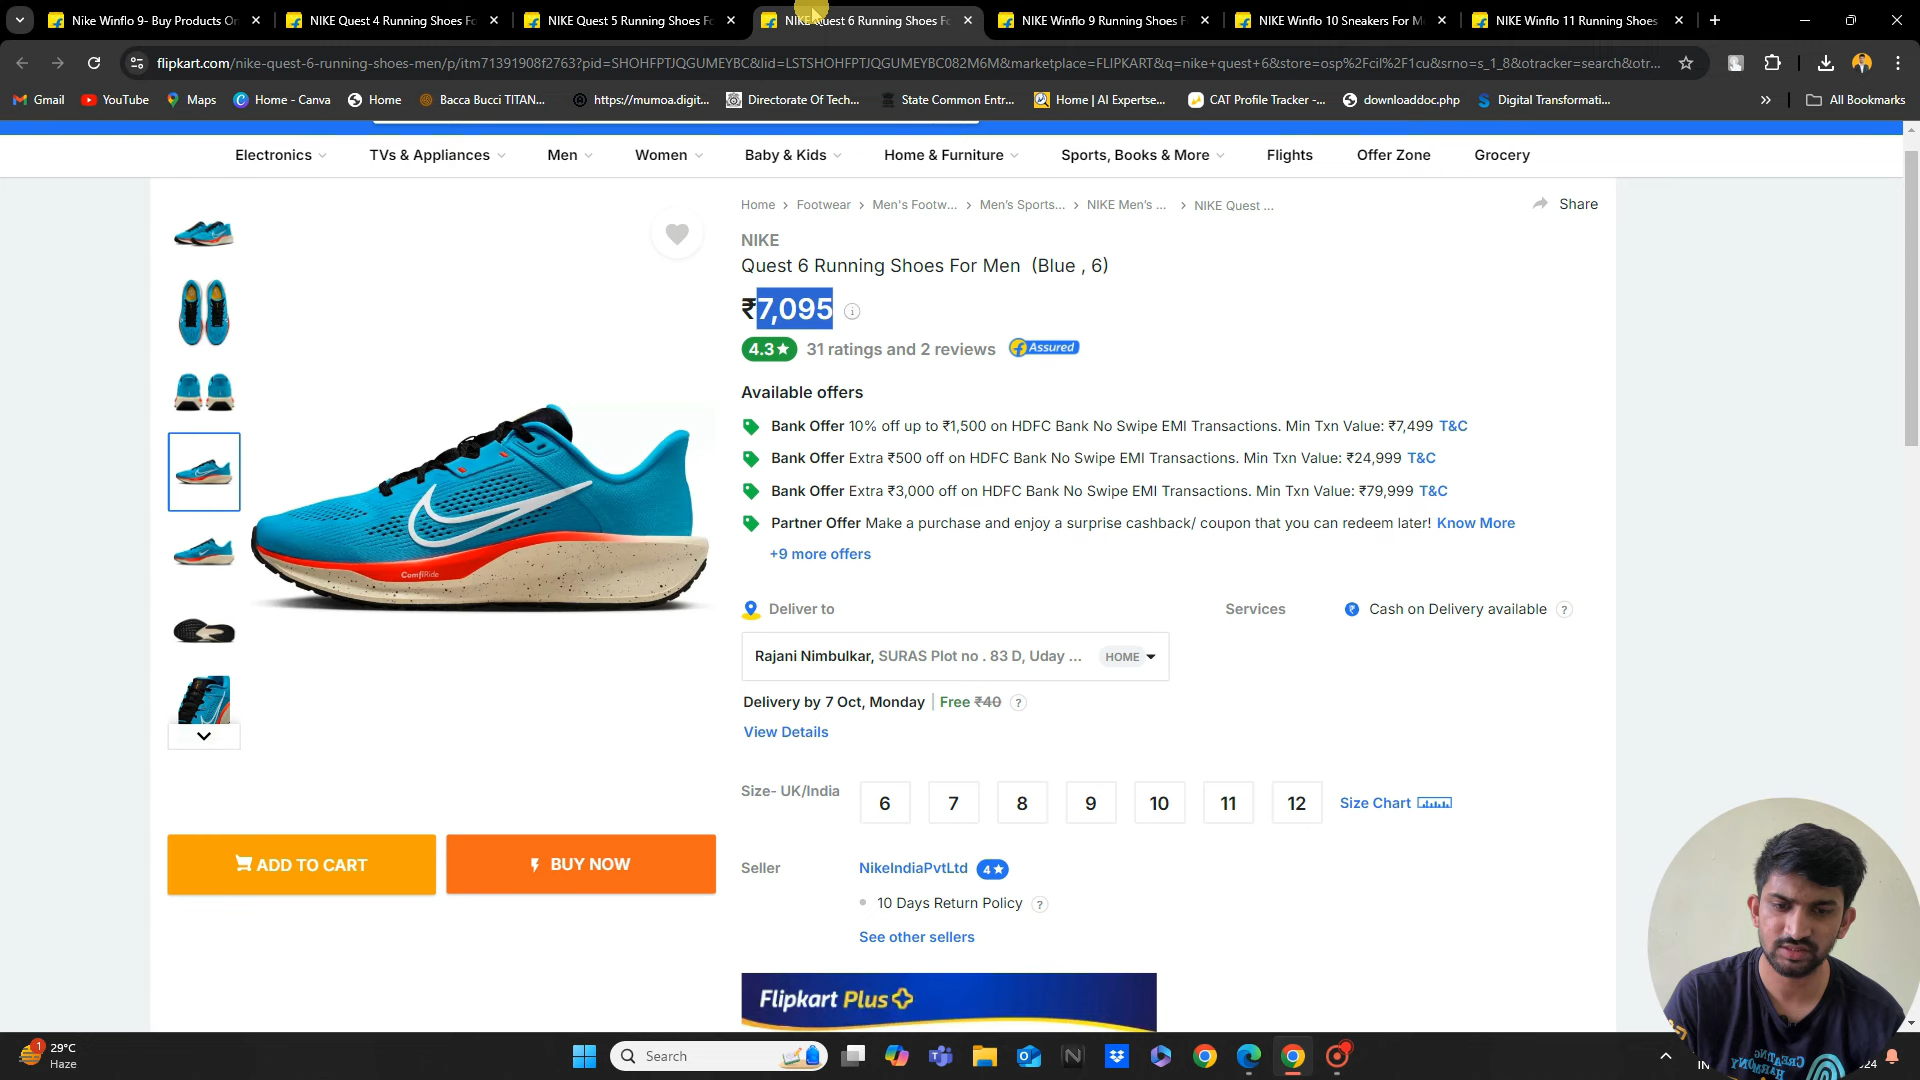 Nike Winflo 9- Buy Products On
NIKE Quest 4 Running Shoes Fo
NIKE Quest 5 Running Shoes Fo
NIKE Quest 6 Running Shoes Fo
NIKE Winflo 9 Running Shoes F
NIKE Winflo 10 Sneakers For M
NIKE Winflo 11 Running Shoes
flipkart.com/nike-quest-6-running-shoes-men/p/itm71391908f2763?pid=SHOHFPTJQGUMEYBC&lid=LSTSHOHFPTJQGUMEYBC082M6M&marketplace=FLIPKART&q=nike+quest+6&store=osp%2Fcil%2F1cu&srno=s_1_8&otracker=search&otr...
Gmail
YouTube
Maps
Home - Canva
Home
Bacca Bucci TITAN...
https://mumoa.digit...
Directorate Of Tech...
State Common Entr...
Home | AI Expertse...
CAT Profile Tracker -...
downloaddoc.php
Digital Transformati...
All Bookmarks
Electronics
TVs & Appliances
Men
Women
Baby & Kids
Home & Furniture
Sports, Books & More
Flights
Offer Zone
Grocery
Home > Footwear > Men's Footw... > Men's Sports... > NIKE Men's ... > NIKE Quest ...
Share
NIKE
Quest 6 Running Shoes For Men (Blue , 6)
₹7,095
4.3★ 31 ratings and 2 reviews Assured
Available offers
Bank Offer 10% off up to ₹1,500 on HDFC Bank No Swipe EMI Transactions. Min Txn Value: ₹7,499 T&C
Bank Offer Extra ₹500 off on HDFC Bank No Swipe EMI Transactions. Min Txn Value: ₹24,999 T&C
Bank Offer Extra ₹3,000 off on HDFC Bank No Swipe EMI Transactions. Min Txn Value: ₹79,999 T&C
Partner Offer Make a purchase and enjoy a surprise cashback/ coupon that you can redeem later! Know More
+9 more offers
ComfiRide
Deliver to
Services
₹ Cash on Delivery available ?
Rajani Nimbulkar, SURAS Plot no . 83 D, Uday ... HOME
Delivery by 7 Oct, Monday | Free ₹40 ?
View Details
Size- UK/India
6 7 8 9 10 11 12
Size Chart
ADD TO CART
BUY NOW
Seller
NikeIndiaPvtLtd 4★
10 Days Return Policy ?
See other sellers
Flipkart Plus
CREATING
HARMONY
1
29°C
Haze
Search
IN
24